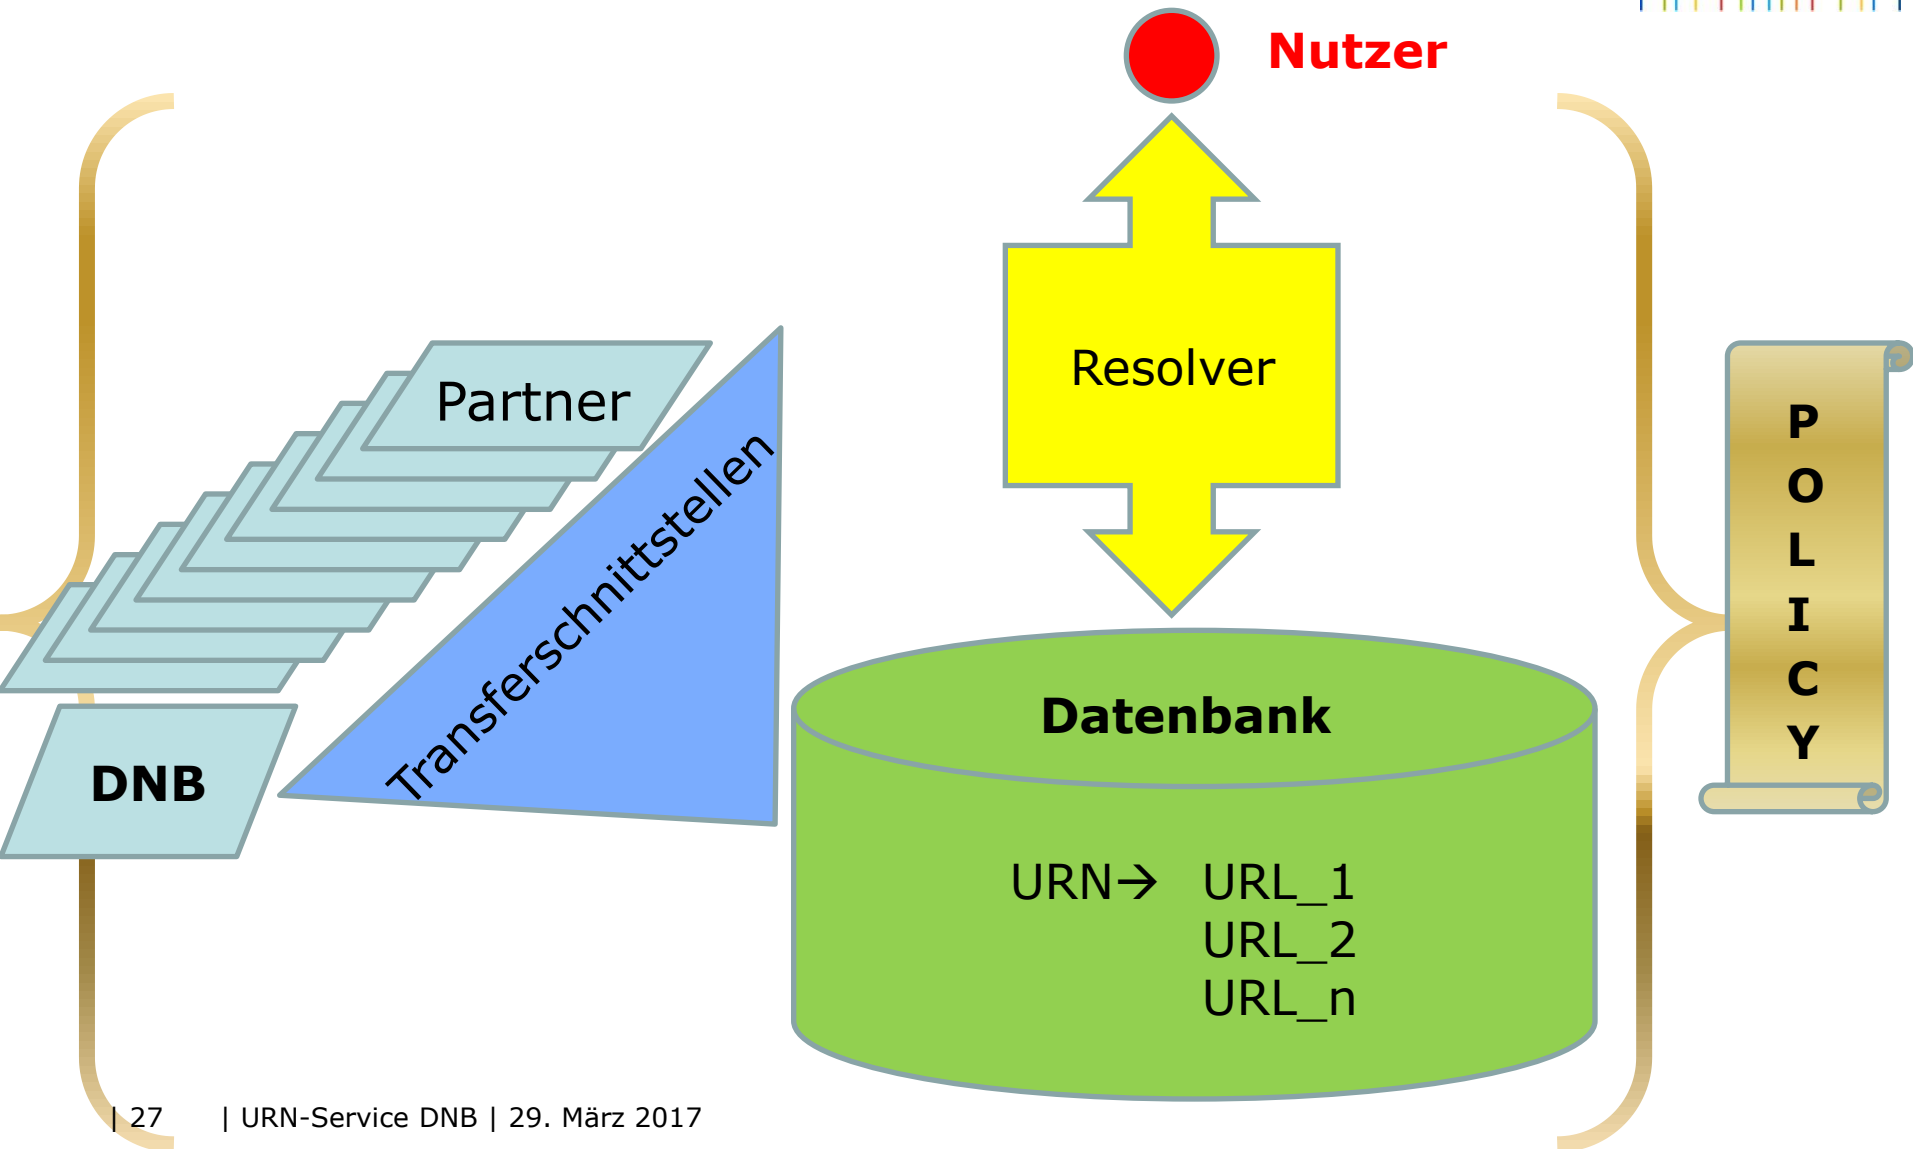 Nutzer
Partner
Resolver
Transferschnittstellen
DNB
Datenbank
URN→ URL_1
URL_2
URL_n
P
O
L
I
C
Y
| 27 | URN-Service DNB | 29. März 2017